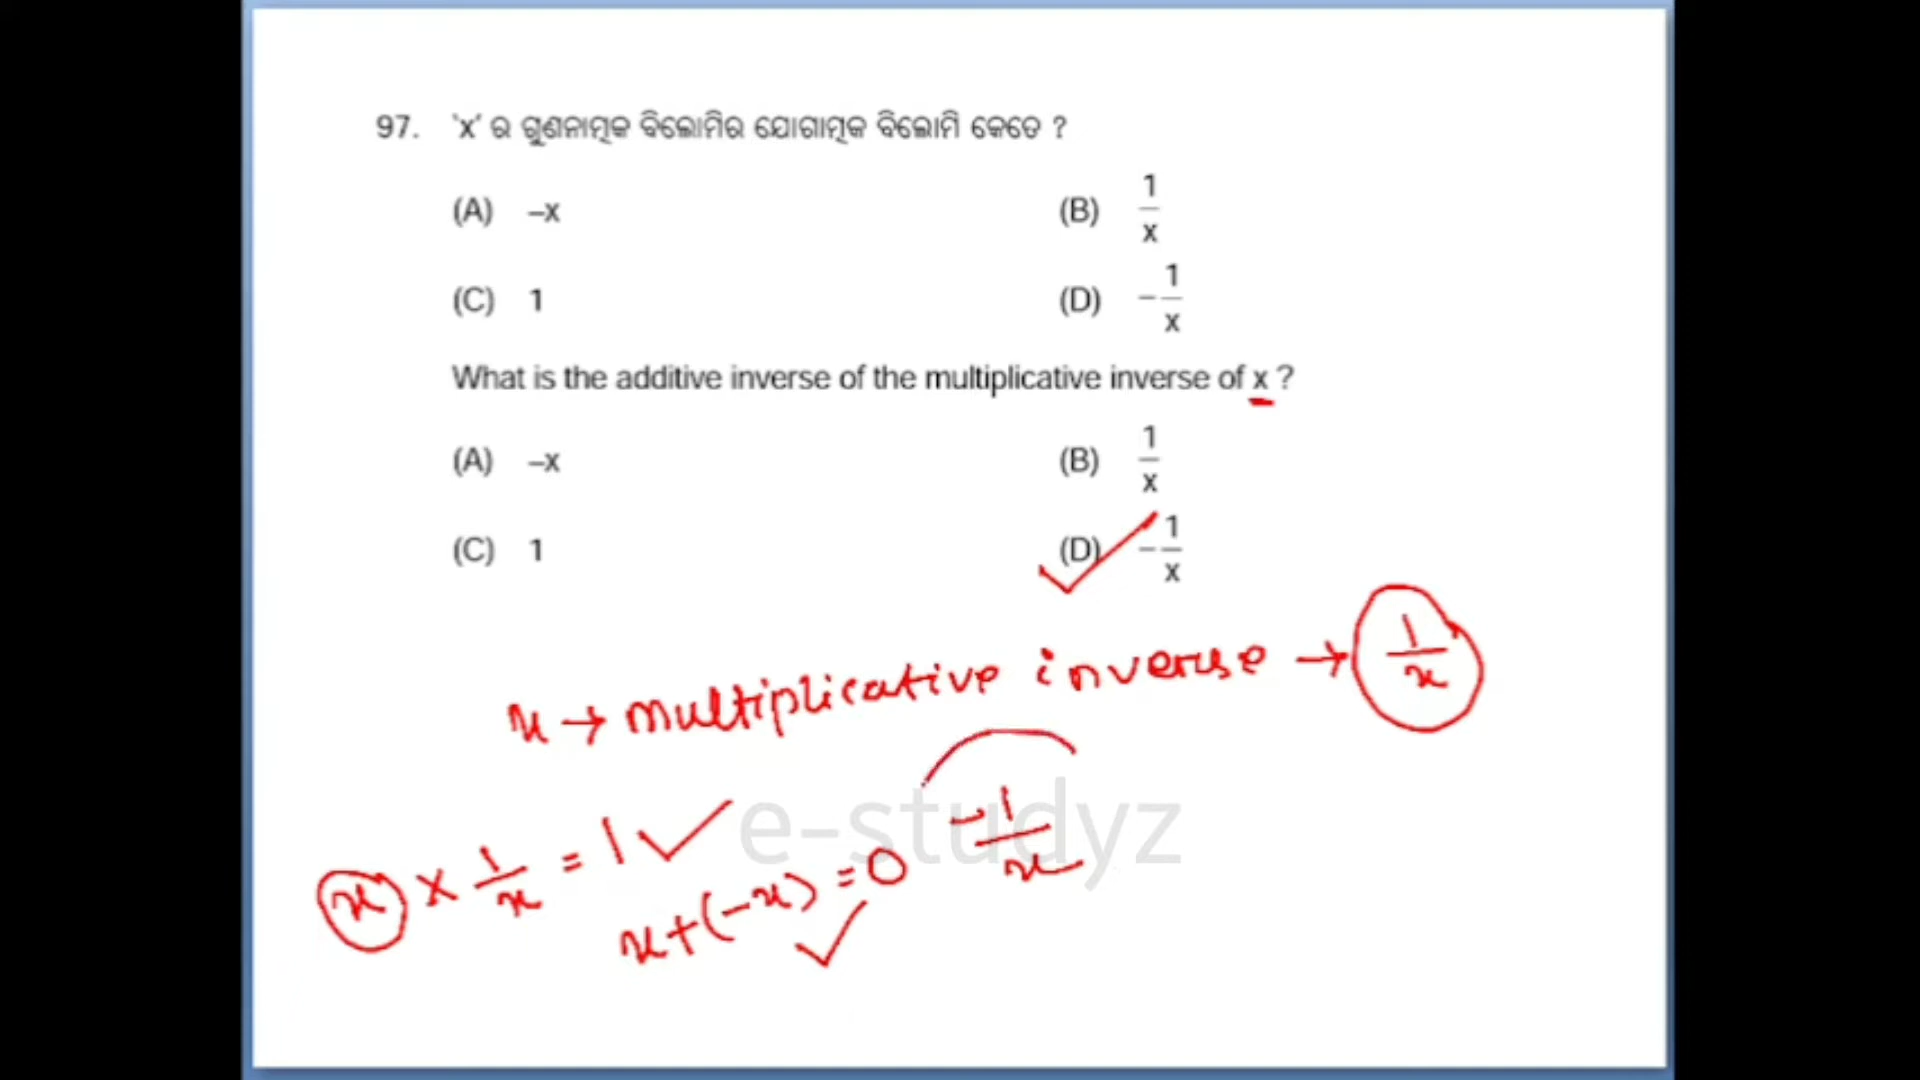 97. 'x' ର ଗୁଣନାତ୍ମକ ବିଲୋମିର ଯୋଗାତ୍ମକ ବିଲୋମି କେତେ ?
(A) –x (B) 1/x
(C) 1 (D) –1/x
What is the additive inverse of the multiplicative inverse of x ?
(A) –x (B) 1/x
(C) 1 (D) –1/x
x → multiplicative inverse → 1/x
x × 1/x = 1
x+(-x) = 0 -1/x
e-studyz